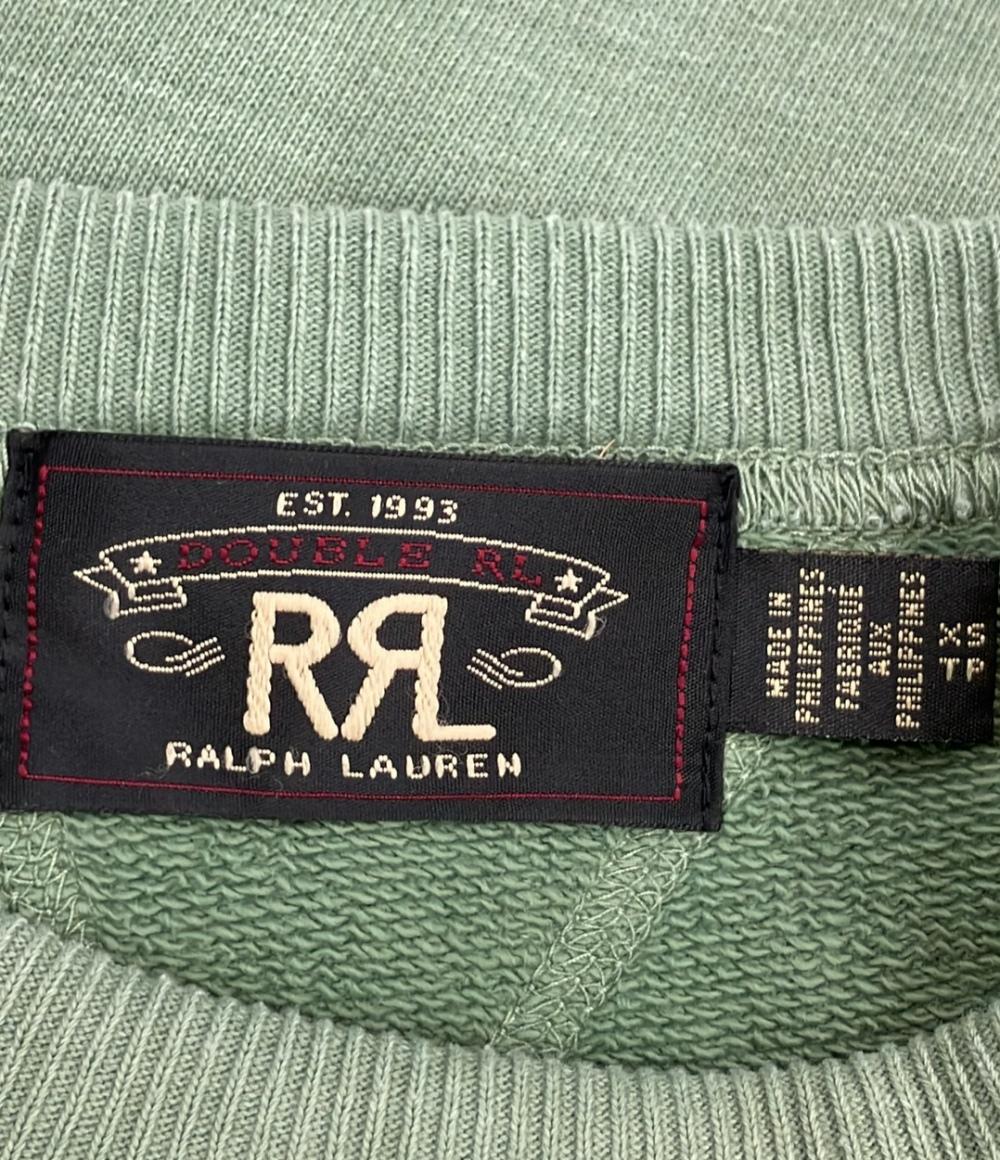 EST. 1993
DOUBLE RL
RRL
RALPH LAUREN
MADE IN
PHILIPPINES
FABRIQUÉ
AUX
PHILIPPINES
XS
TP